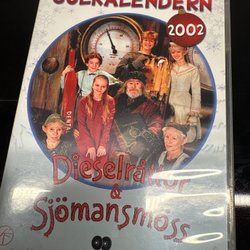 JULKALENDERN
2002
Dieselråttor
&
Sjömansmöss